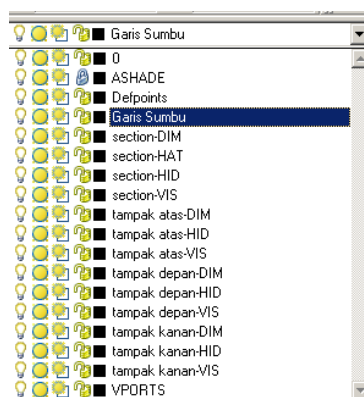 Garis Sumbu
0
ASHADE
Defpoints
Garis Sumbu
section-DIM
section-HAT
section-HID
section-VIS
tampak atas-DIM
tampak atas-HID
tampak atas-VIS
tampak depan-DIM
tampak depan-HID
tampak depan-VIS
tampak kanan-DIM
tampak kanan-HID
tampak kanan-VIS
VPORTS